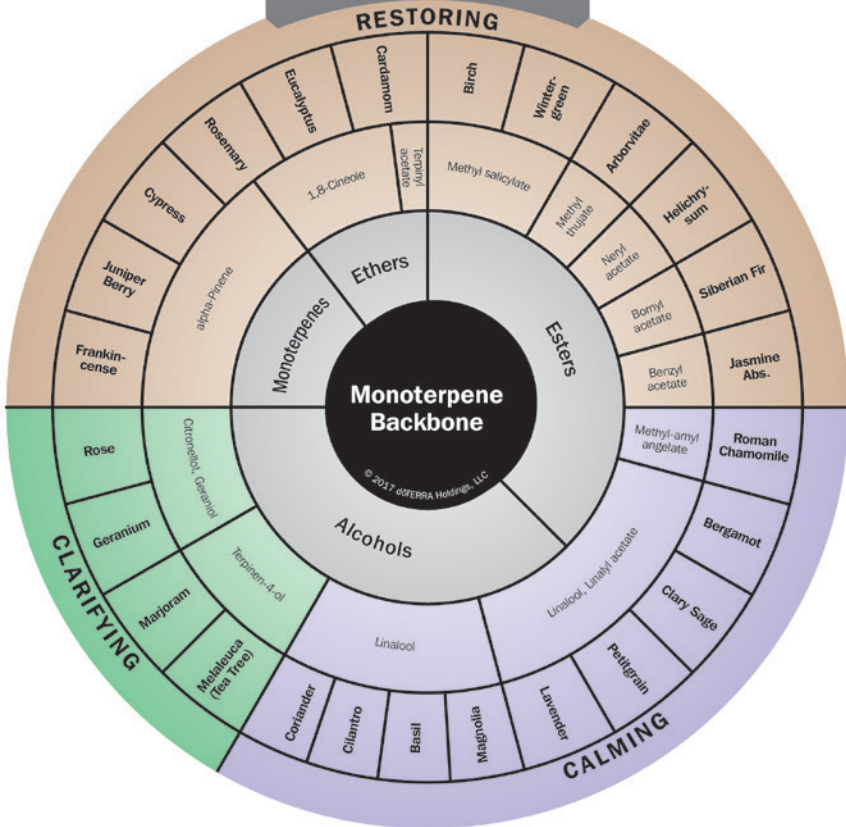 RESTORING
Cardamom
Birch
Winter-
green
Arborvitae
Helichry-
sum
Siberian Fir
Jasmine
Abs.
Roman
Chamomile
Bergamot
Clary Sage
Petitgrain
Lavender
Magnolia
Basil
Cilantro
Coriander
Melaleuca
(Tea Tree)
Marjoram
Geranium
Rose
Frankin-
cense
Juniper
Berry
Cypress
Rosemary
Eucalyptus
1,8-Cineole
Terpinyl
acetate
Methyl salicylate
Methyl
thujate
Neryl
acetate
Bornyl
acetate
Benzyl
acetate
Methyl-amyl
angelate
Linalool, Linalyl acetate
Linalool
Terpinen-4-ol
Citronellol, Geraniol
alpha-Pinene
Ethers
Esters
Alcohols
Monoterpenes
Monoterpene
Backbone
© 2017 dōTERRA Holdings, LLC
CLARIFYING
CALMING